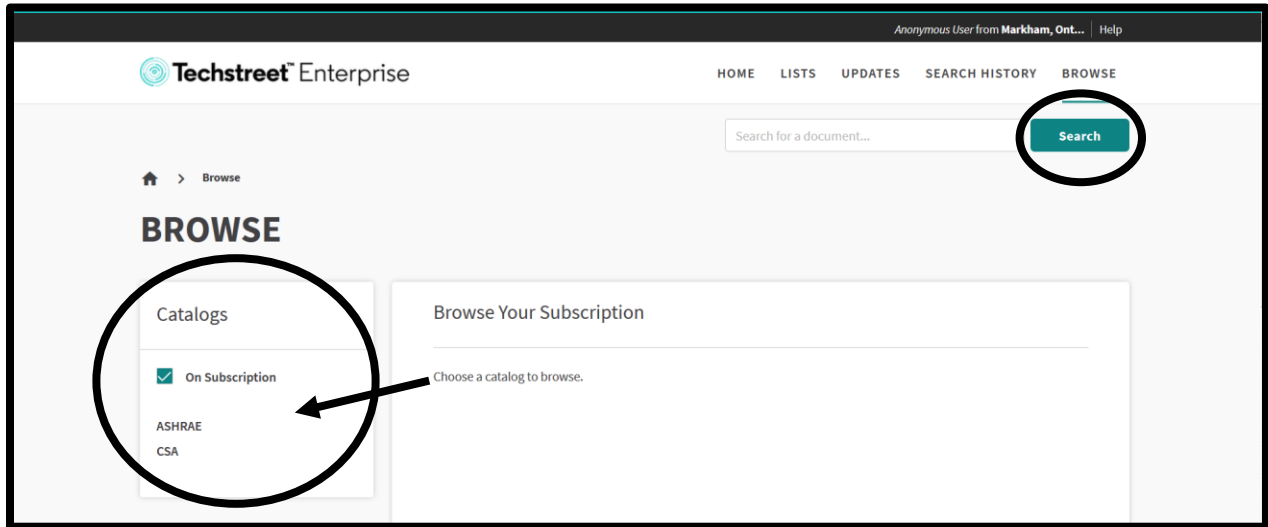 Anonymous User from Markham, Ont... | Help
Techstreet™ Enterprise
HOME LISTS UPDATES SEARCH HISTORY BROWSE
Search for a document... Search
> Browse
BROWSE
Catalogs
Browse Your Subscription
On Subscription
Choose a catalog to browse.
ASHRAE
CSA